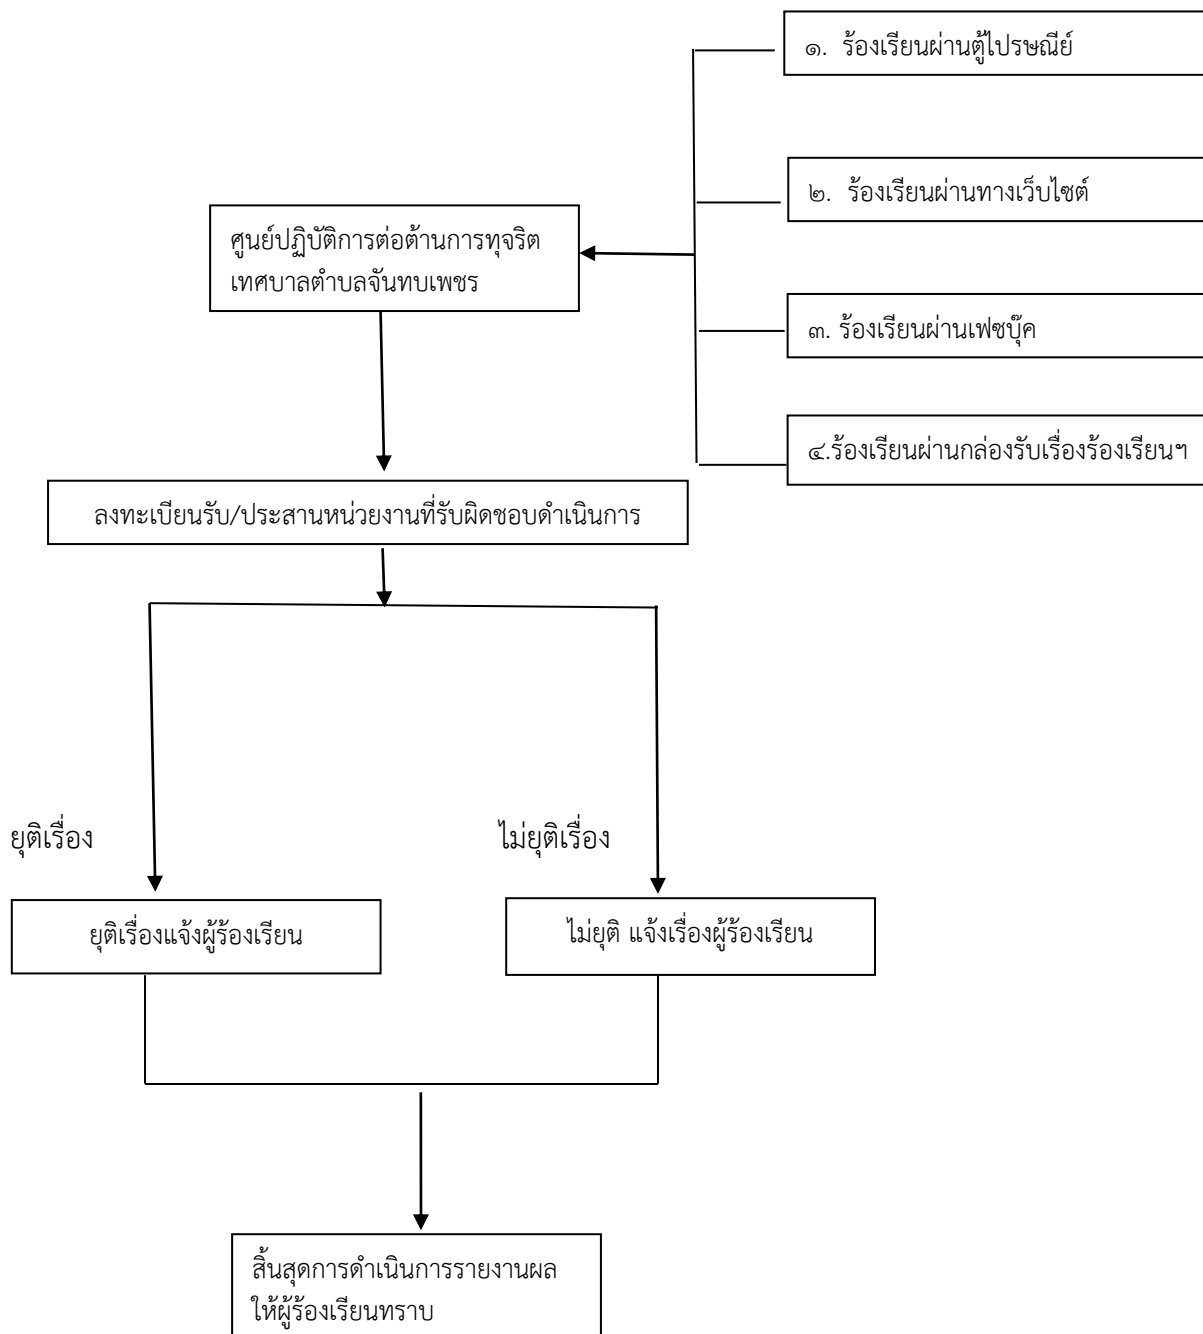 ๑. ร้องเรียนผ่านตู้ไปรษณีย์
๒. ร้องเรียนผ่านทางเว็บไซต์
ศูนย์ปฏิบัติการต่อต้านการทุจริต
เทศบาลตำบลจันทบเพชร
๓. ร้องเรียนผ่านเฟซบุ๊ค
๔.ร้องเรียนผ่านกล่องรับเรื่องร้องเรียนฯ
ลงทะเบียนรับ/ประสานหน่วยงานที่รับผิดชอบดำเนินการ
ยุติเรื่อง
ไม่ยุติเรื่อง
ยุติเรื่องแจ้งผู้ร้องเรียน
ไม่ยุติ แจ้งเรื่องผู้ร้องเรียน
สิ้นสุดการดำเนินการรายงานผล
ให้ผู้ร้องเรียนทราบ